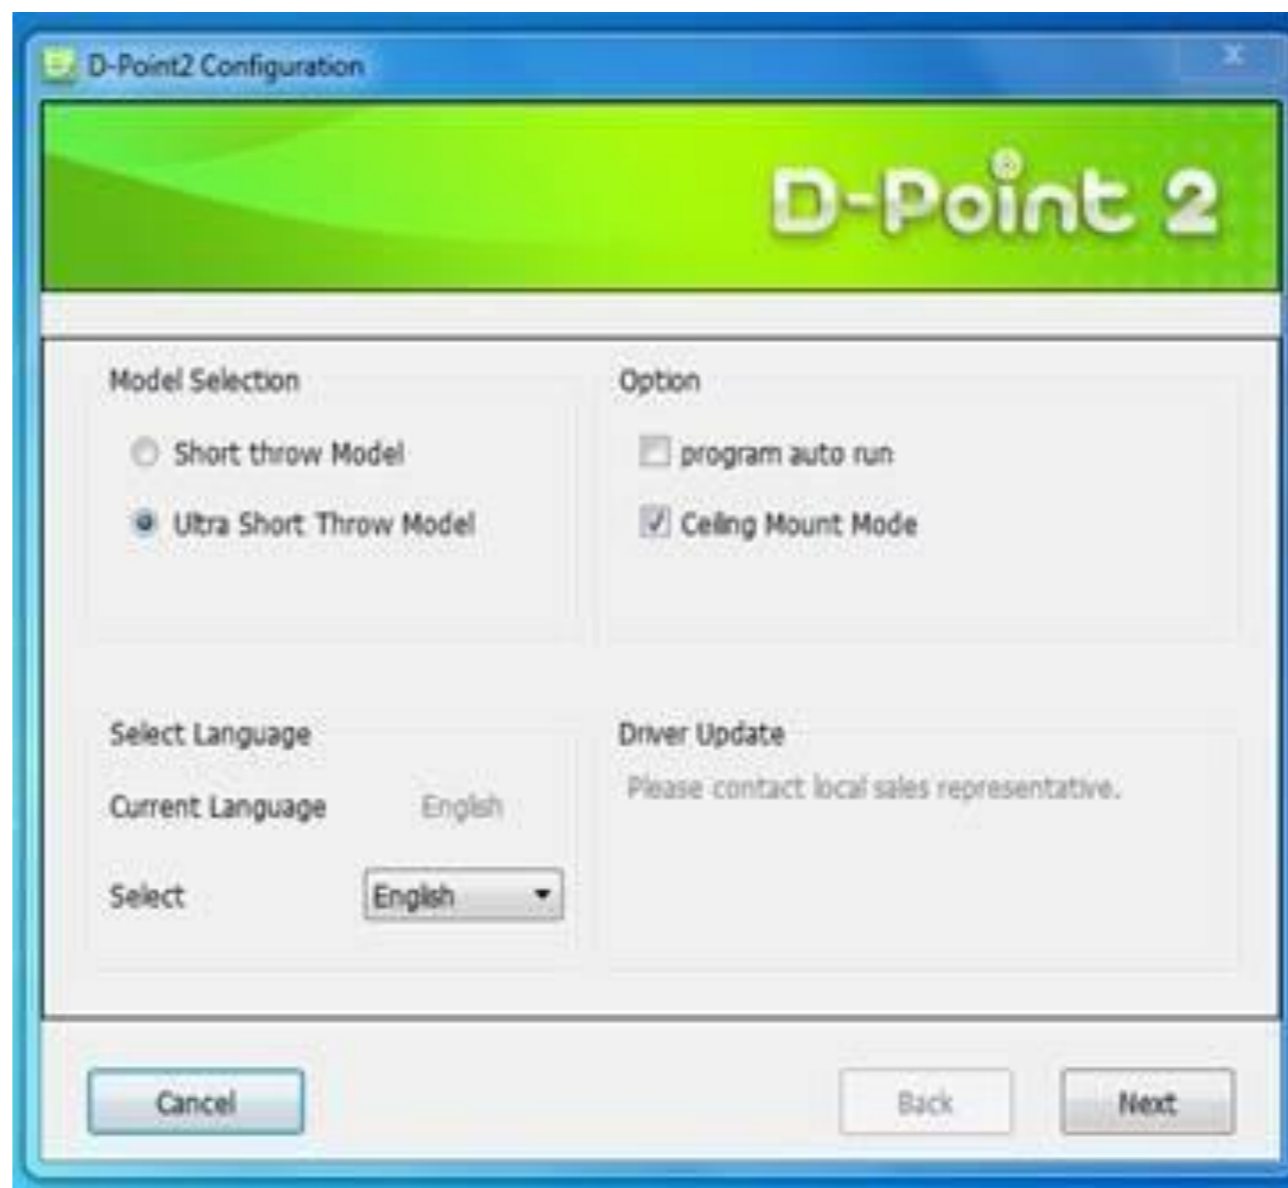 D-Point2 Configuration
X
D-Point 2
Model Selection
Short throw Model
Ultra Short Throw Model
Option
program auto run
Ceiling Mount Mode
Select Language
Current Language English
Select English
Driver Update
Please contact local sales representative.
Cancel
Back
Next